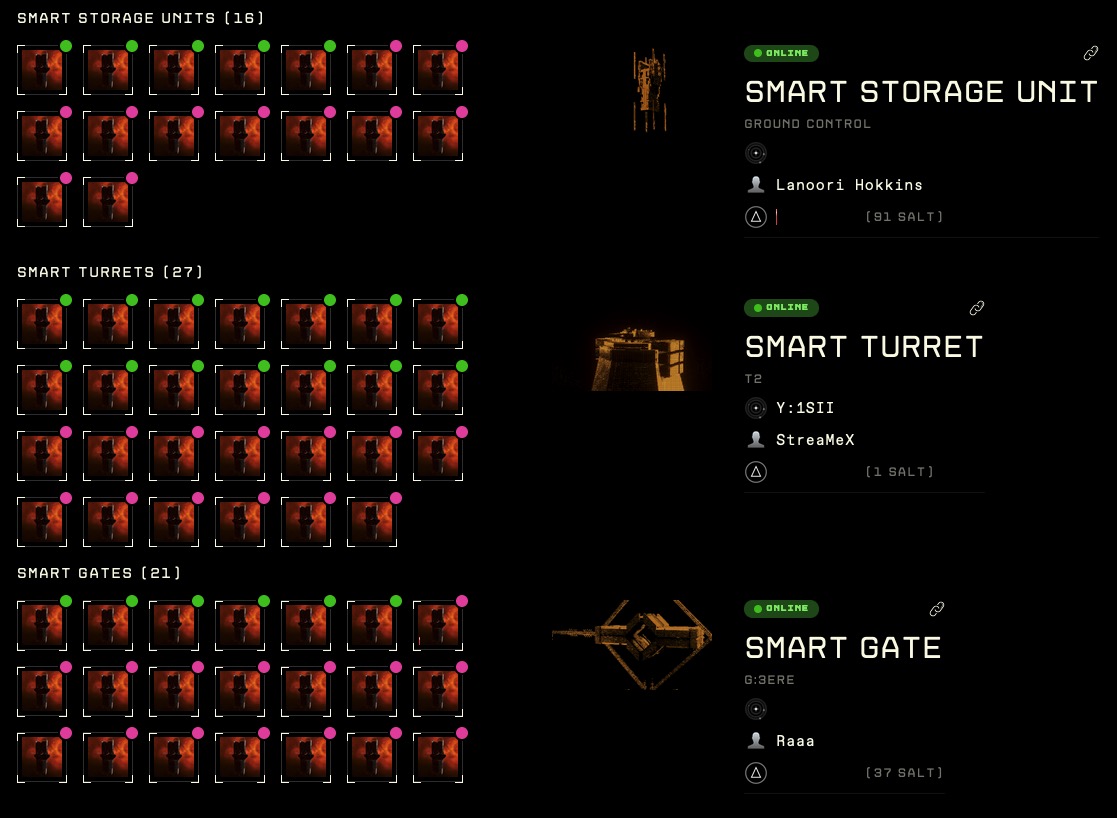 SMART STORAGE UNITS (16)
ONLINE
SMART STORAGE UNIT
GROUND CONTROL
Lanoori Hokkins
(91 SALT)
SMART TURRETS (27)
ONLINE
SMART TURRET
T2
Y:1SII
StreaMeX
(1 SALT)
SMART GATES (21)
ONLINE
SMART GATE
G:3ERE
Raaa
(37 SALT)